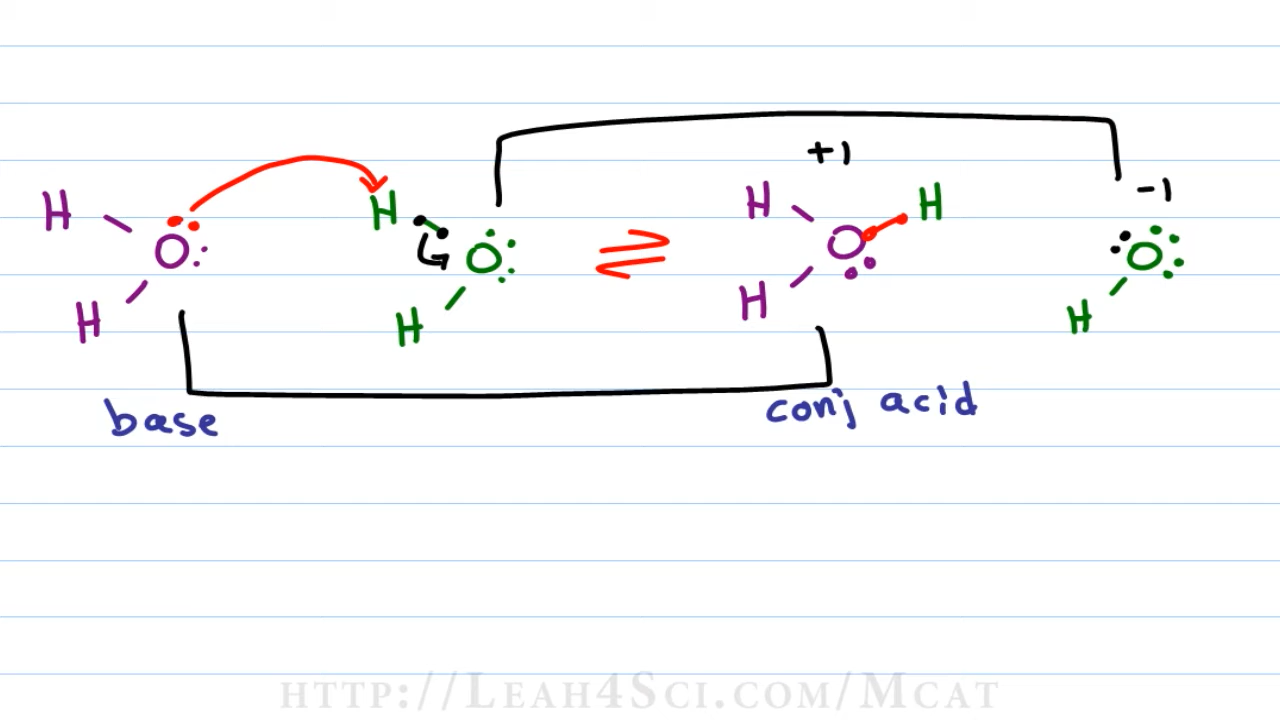 +1
-1
H H H H
O O O O
H H H H
base conj acid
HTTP://LEAH4SCI.COM/MCAT